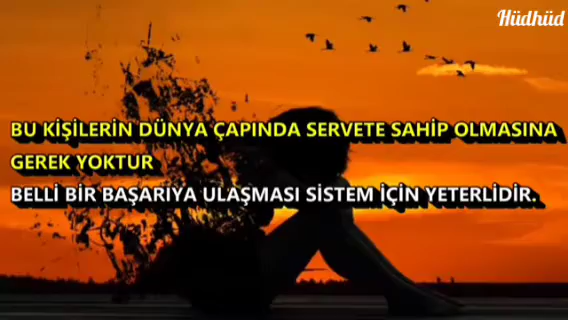 Hüdhüd
BU KİŞİLERİN DÜNYA ÇAPINDA SERVETE SAHİP OLMASINA
GEREK YOKTUR
BELLİ BİR BAŞARIYA ULAŞMASI SİSTEM İÇİN YETERLİDİR.